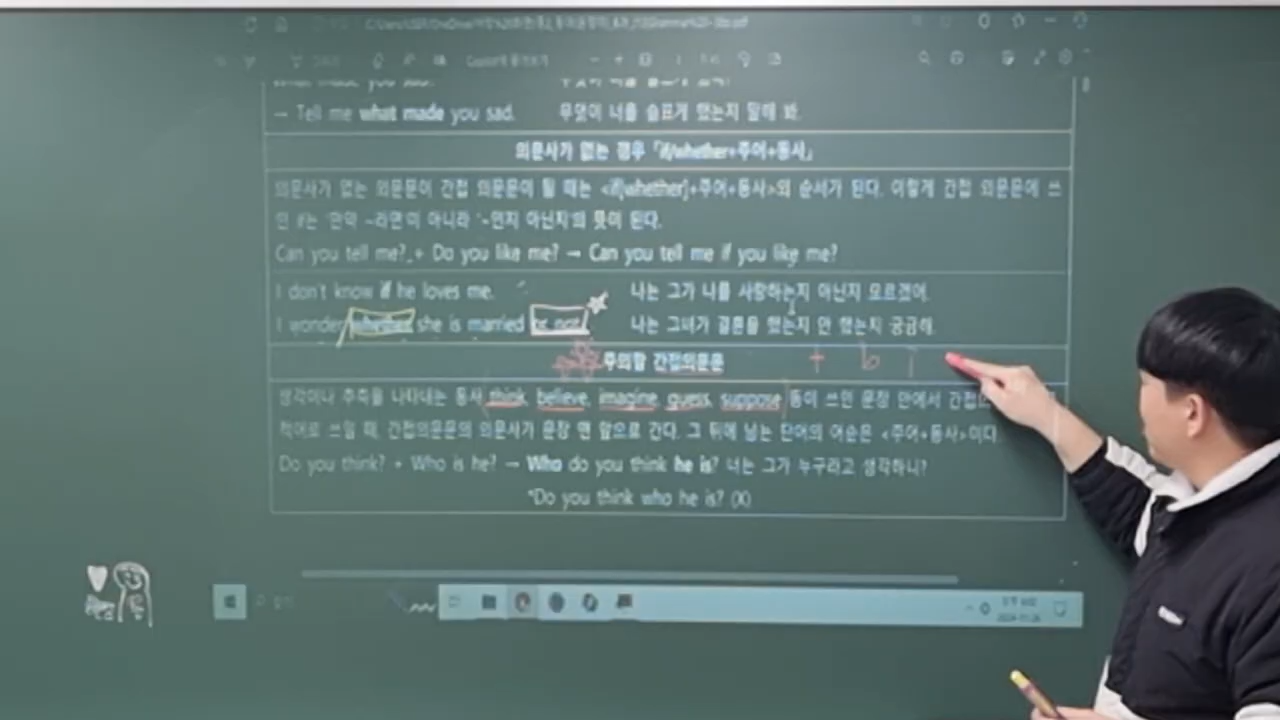 → Tell me what made you sad. 무엇이 너를 슬프게 했는지 말해 봐.
의문사가 없는 경우 「if/whether+주어+동사」
의문사가 없는 의문문이 간접 의문문이 될 때는 <if[whether]+주어+동사>의 순서가 된다. 이렇게 간접 의문문에 쓰
인 if는 '만약 ~라면'이 아니라 '~인지 아닌지'의 뜻이 된다.
Can you tell me? + Do you like me? → Can you tell me if you like me?
I don't know if he loves me. 나는 그가 나를 사랑하는지 아닌지 모르겠어.
I wonder whether she is married or not. 나는 그녀가 결혼을 했는지 안 했는지 궁금해.
주의할 간접의문문 t b i
생각이나 추측을 나타내는 동사 think, believe, imagine, guess, suppose 등이 쓰인 문장 안에서 간접
적어로 쓰일 때, 간접의문문의 의문사가 문장 맨 앞으로 간다. 그 뒤에 남는 단어의 어순은 <주어+동사>이다.
Do you think? + Who is he? → Who do you think he is? 너는 그가 누구라고 생각하니?
*Do you think who he is? (X)